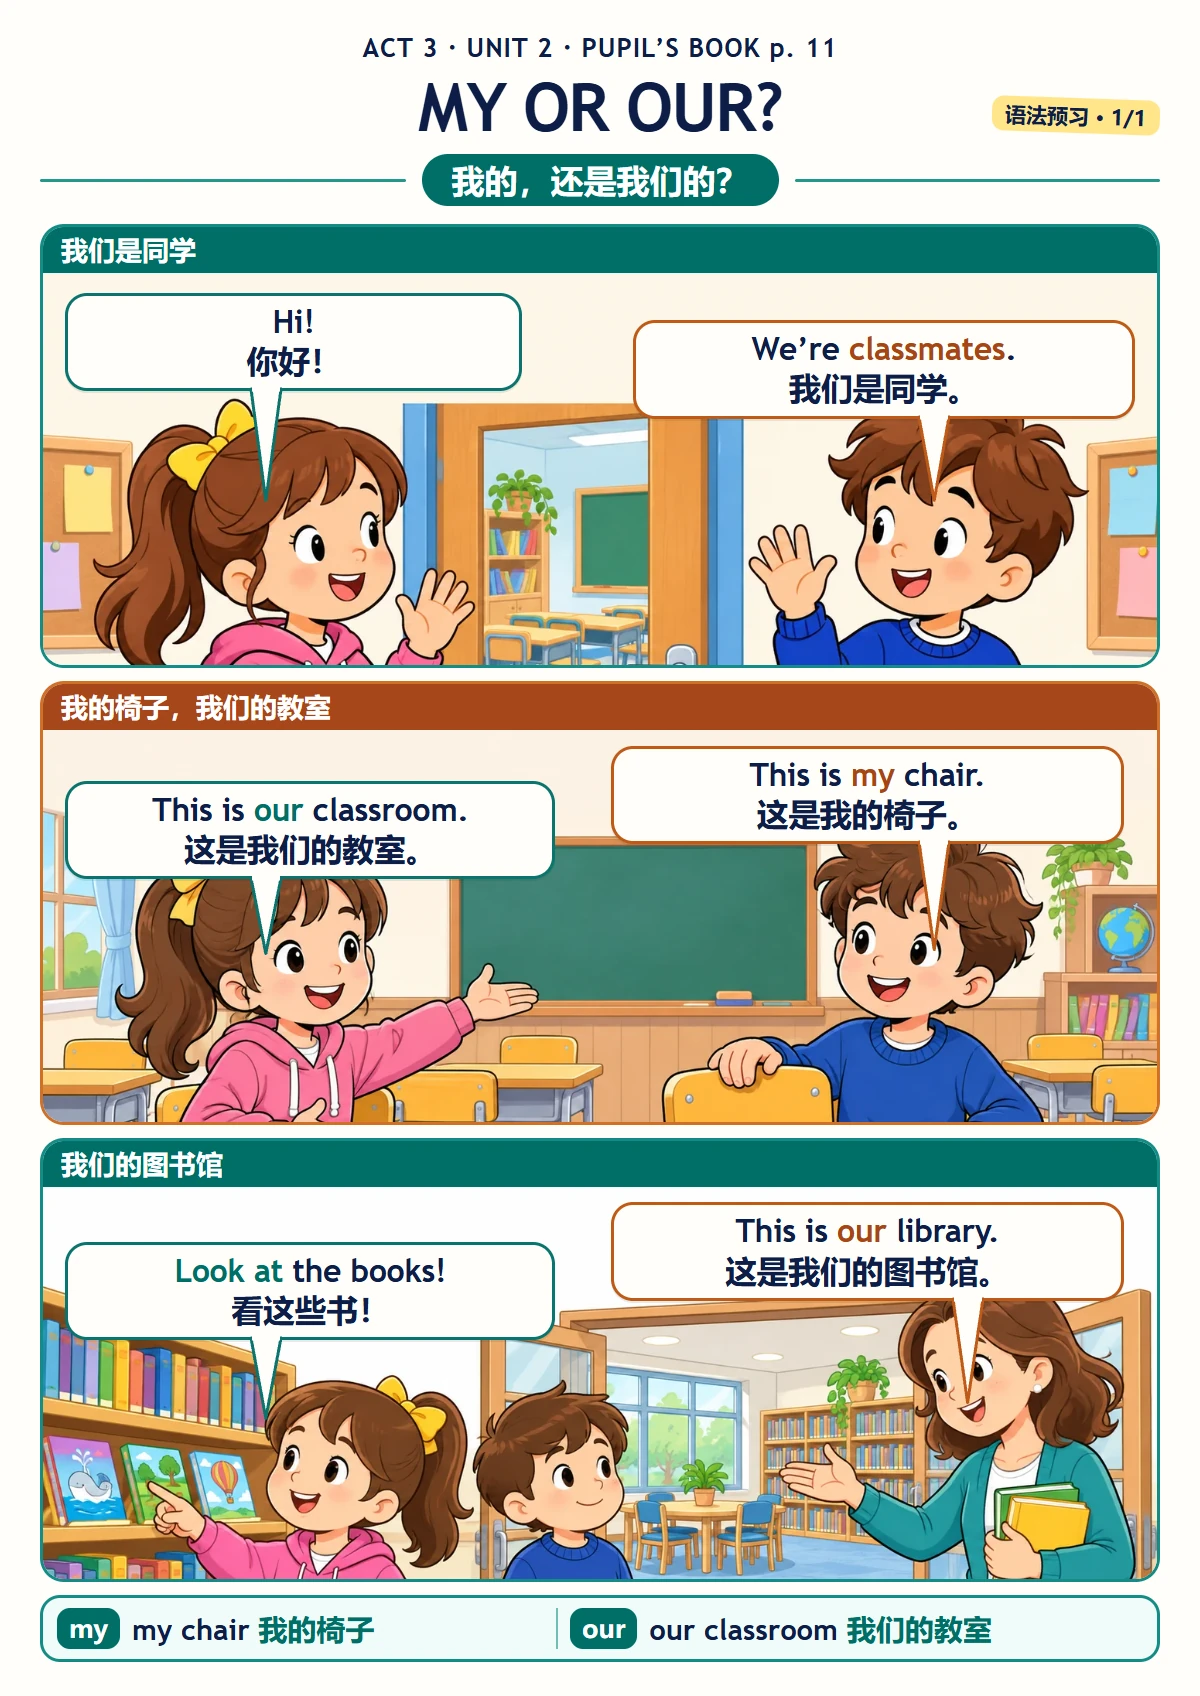 ACT 3 · UNIT 2 · PUPIL’S BOOK p. 11
MY OR OUR?
语法预习 • 1/1
我的，还是我们的？
我们是同学
Hi!
你好！
We’re classmates.
我们是同学。
我的椅子，我们的教室
This is our classroom.
这是我们的教室。
This is my chair.
这是我的椅子。
我们的图书馆
Look at the books!
看这些书！
This is our library.
这是我们的图书馆。
my my chair 我的椅子
our our classroom 我们的教室